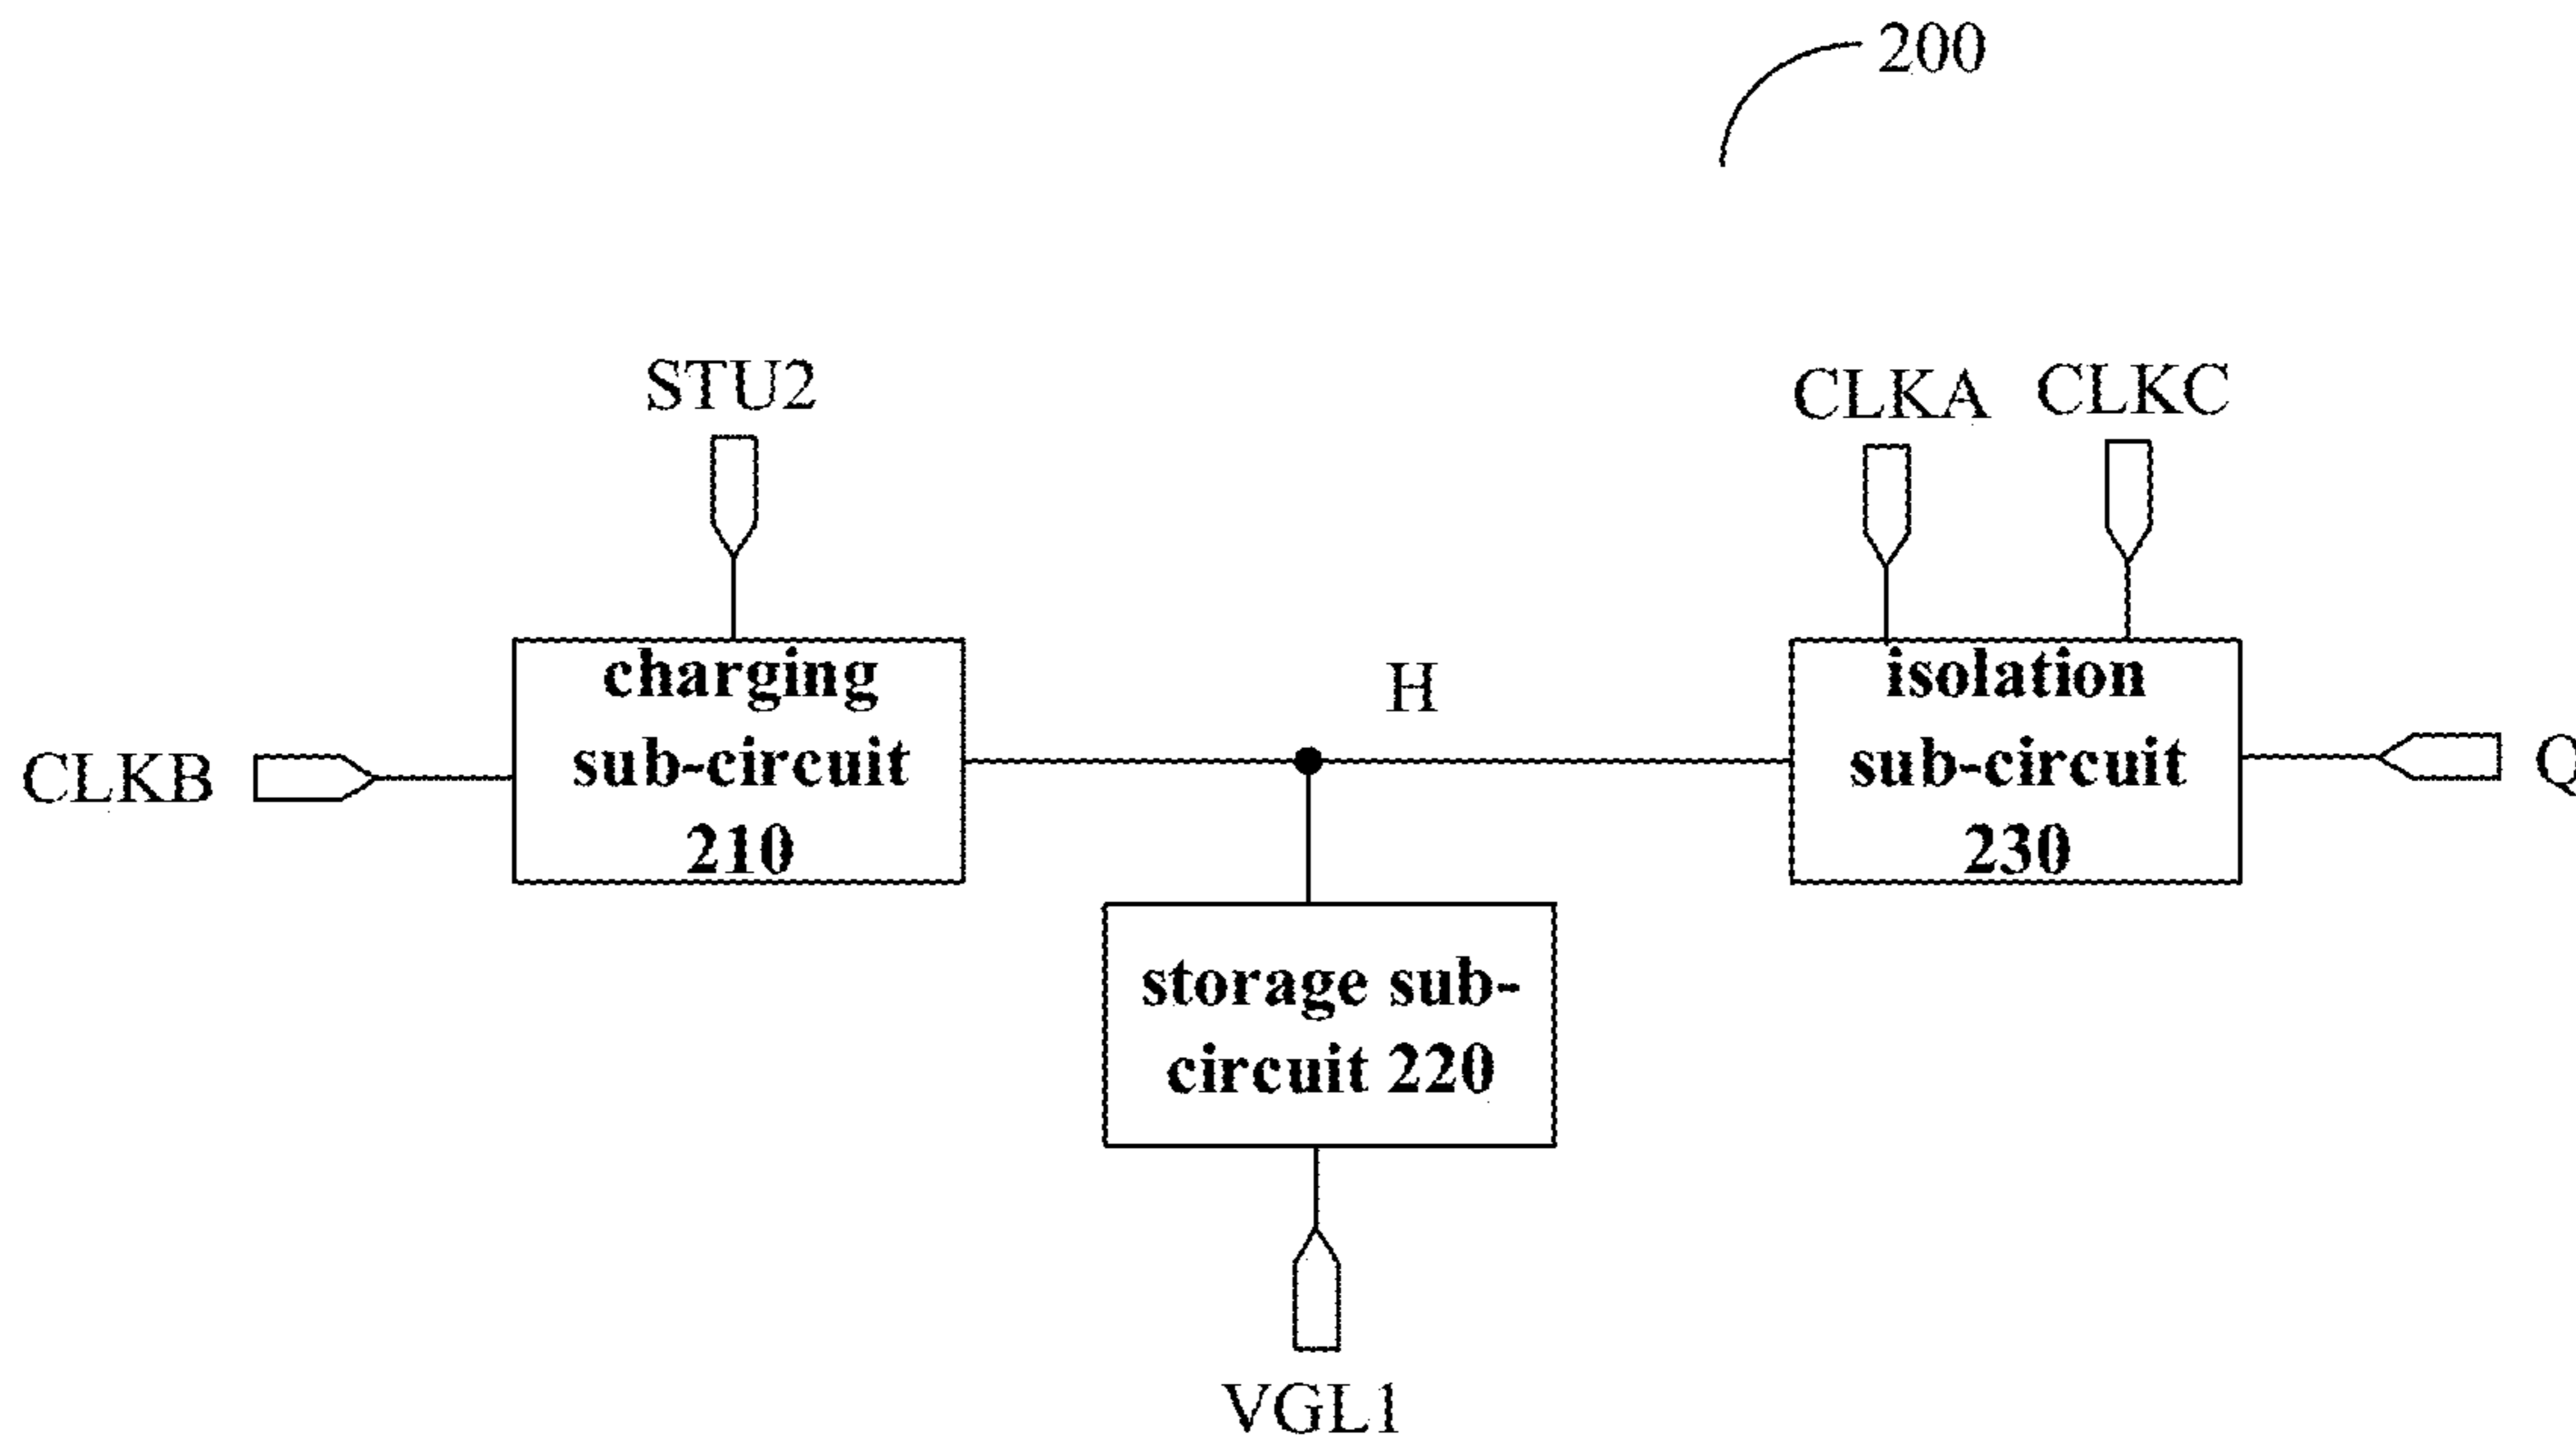 200
STU2
CLKA CLKC
charging
sub-circuit
210
H
isolation
sub-circuit
230
CLKB
Q
storage sub-
circuit 220
VGL1